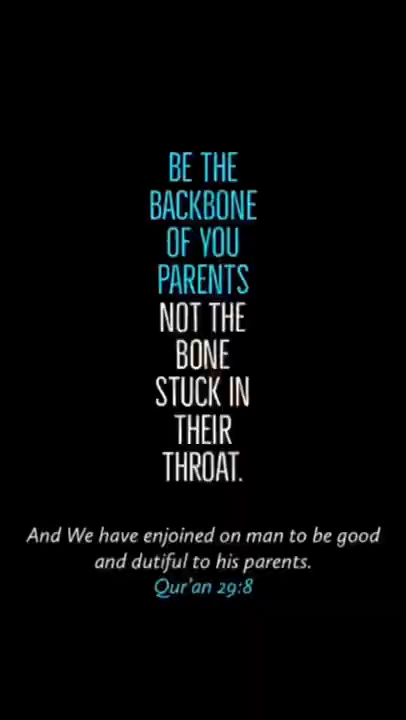 BE THE
BACKBONE
OF YOU
PARENTS
NOT THE
BONE
STUCK IN
THEIR
THROAT.
And We have enjoined on man to be good
and dutiful to his parents.
Qur'an 29:8